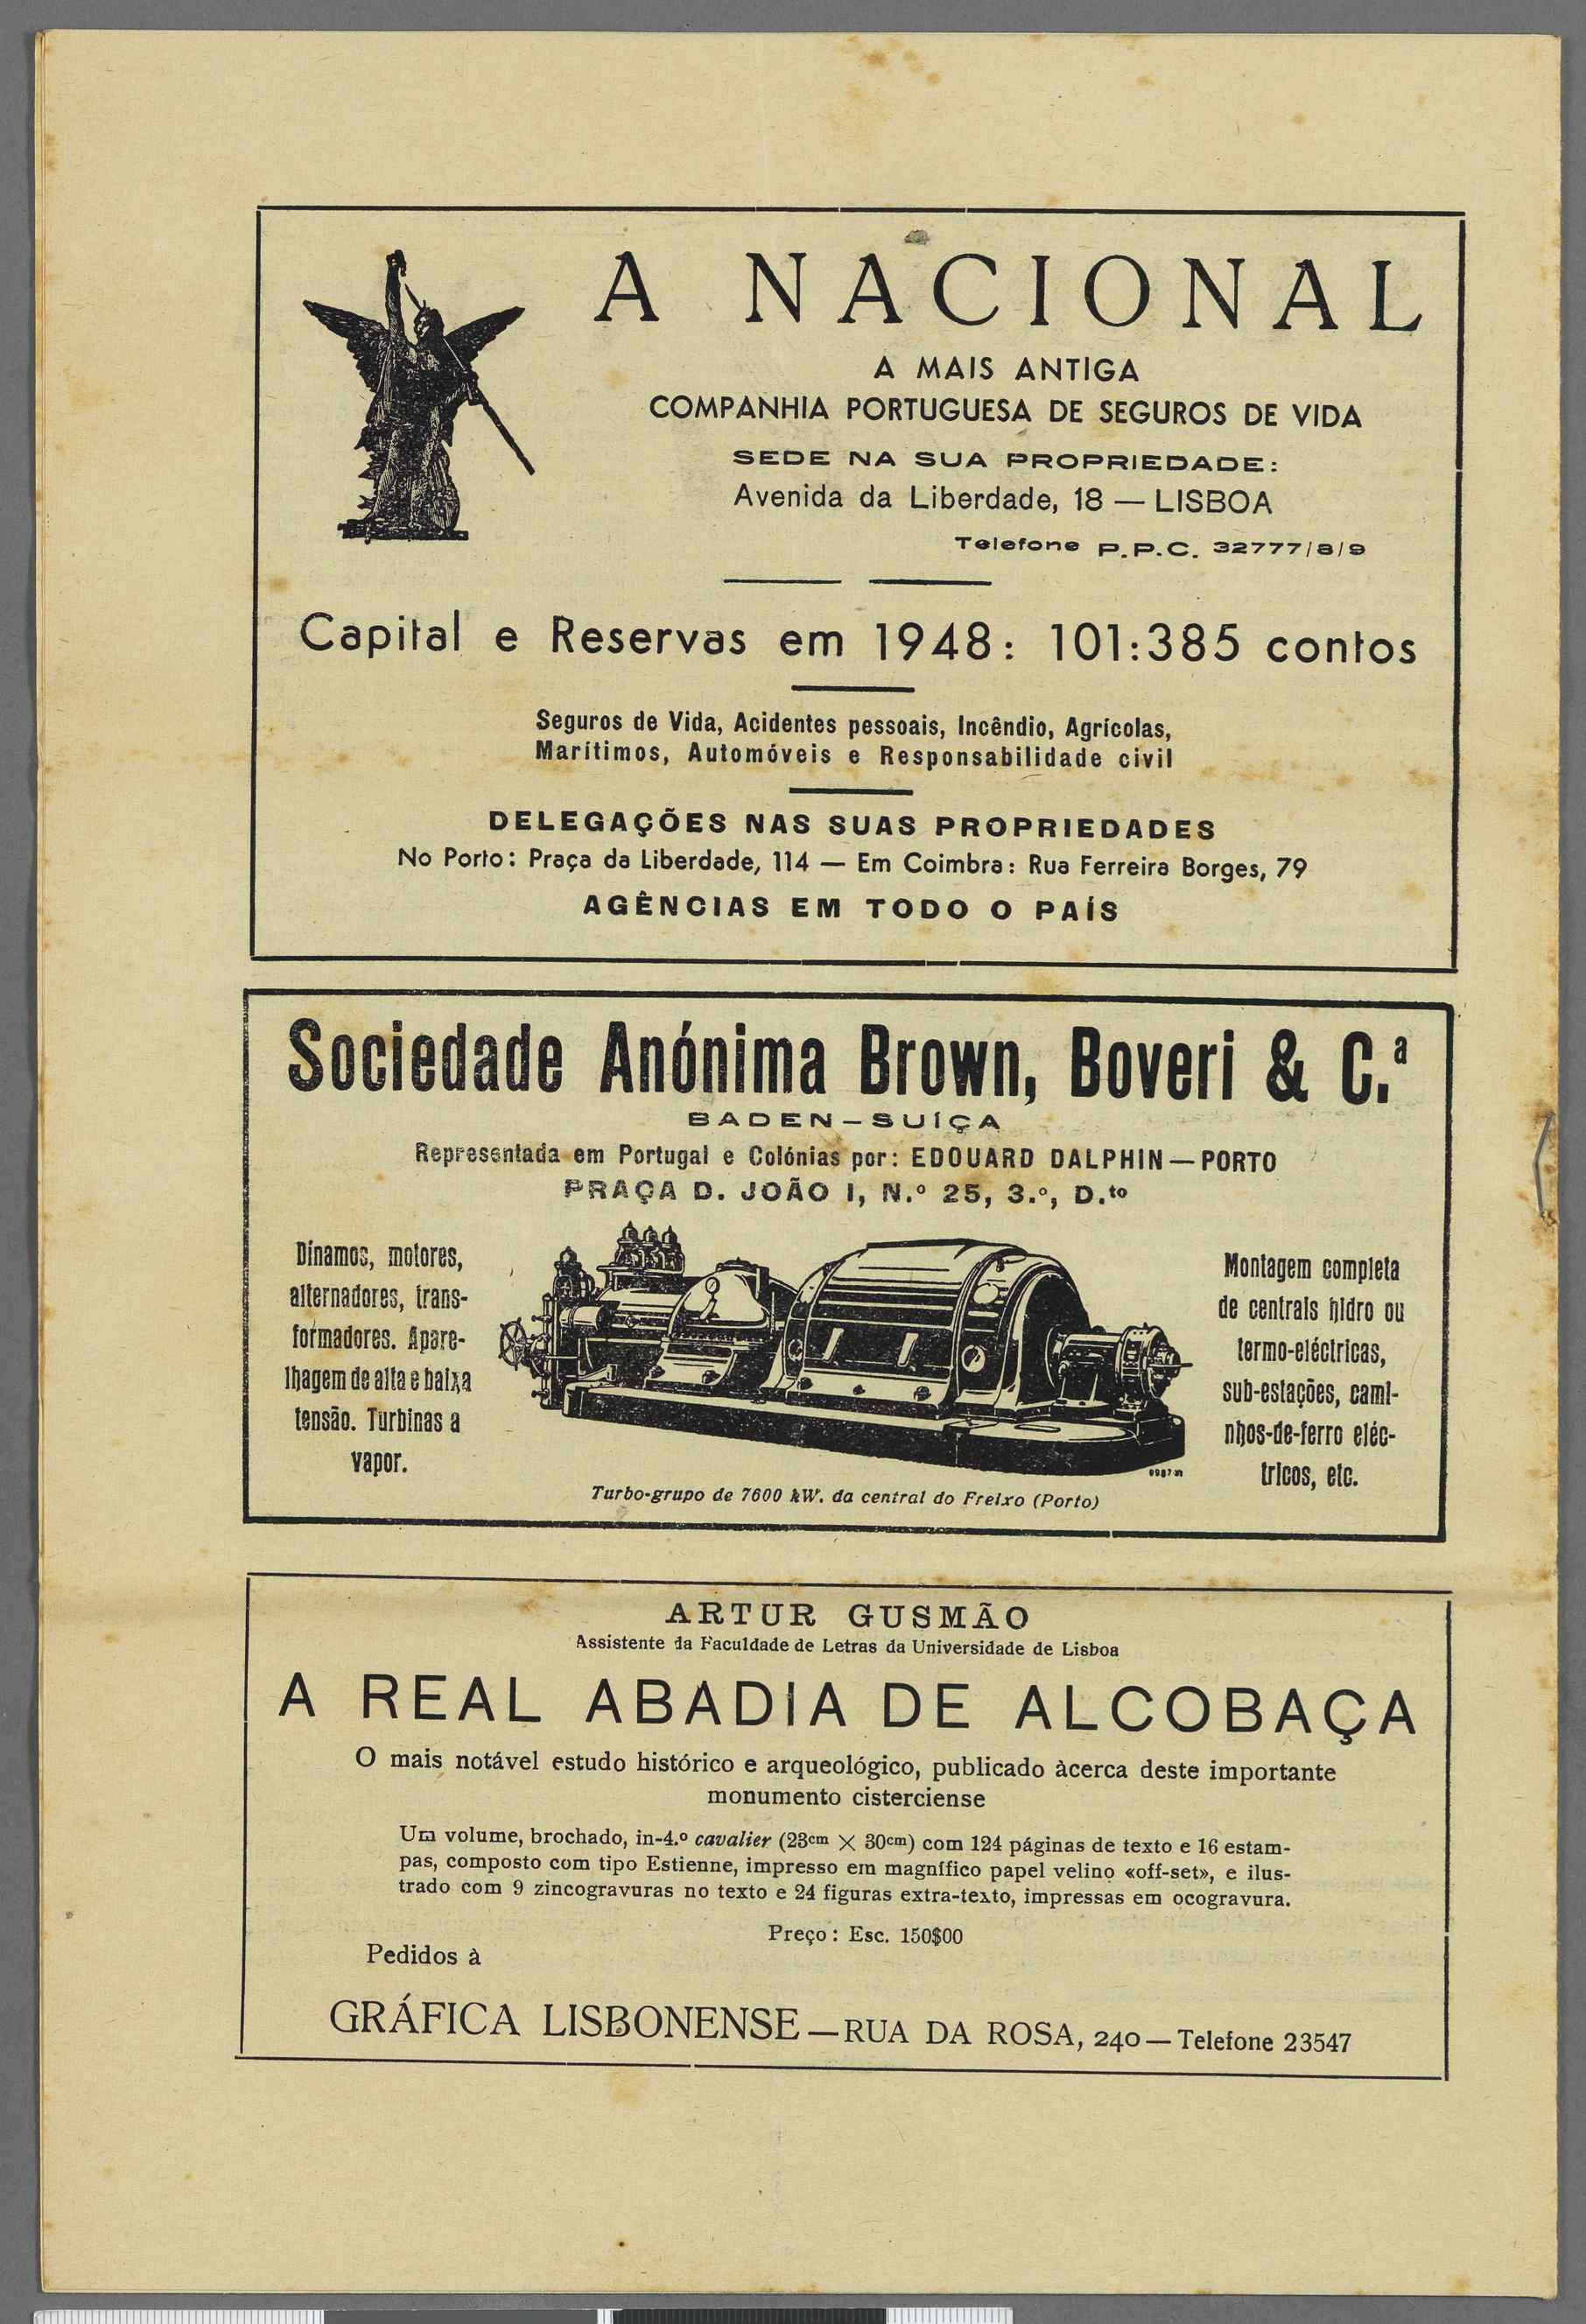 A NACIONAL
A MAIS ANTIGA
COMPANHIA PORTUGUESA DE SEGUROS DE VIDA
SEDE NA SUA PROPRIEDADE:
Avenida da Liberdade, 18 — LISBOA
Telefone P.P.C. 32777/8/9
Capital e Reservas em 1948: 101:385 contos
Seguros de Vida, Acidentes pessoais, Incêndio, Agrícolas,
Marítimos, Automóveis e Responsabilidade civil
DELEGAÇÕES NAS SUAS PROPRIEDADES
No Porto: Praça da Liberdade, 114 — Em Coimbra: Rua Ferreira Borges, 79
AGÊNCIAS EM TODO O PAÍS
Sociedade Anónima Brown, Boveri & C.ª
BADEN—SUÍÇA
Representada em Portugal e Colónias por: EDOUARD DALPHIN—PORTO
PRAÇA D. JOÃO I, N.º 25, 3.º, D.to
Dínamos, motores,
alternadores, trans-
formadores. Apare-
lhagem de alta e baixa
tensão. Turbinas a
vapor.
Montagem completa
de centrais hidro ou
termo-eléctricas,
sub-estações, cami-
nhos-de-ferro eléc-
tricos, etc.
Turbo-grupo de 7600 kW. da central do Freixo (Porto)
ARTUR GUSMÃO
Assistente da Faculdade de Letras da Universidade de Lisboa
A REAL ABADIA DE ALCOBAÇA
O mais notável estudo histórico e arqueológico, publicado àcerca deste importante
monumento cisterciense
Um volume, brochado, in-4.º cavalier (23cm × 30cm) com 124 páginas de texto e 16 estam-
pas, composto com tipo Estienne, impresso em magnífico papel velino «off-set», e ilus-
trado com 9 zincogravuras no texto e 24 figuras extra-texto, impressas em ocogravura.
Preço: Esc. 150$00
Pedidos à
GRÁFICA LISBONENSE—RUA DA ROSA, 240—Telefone 23547